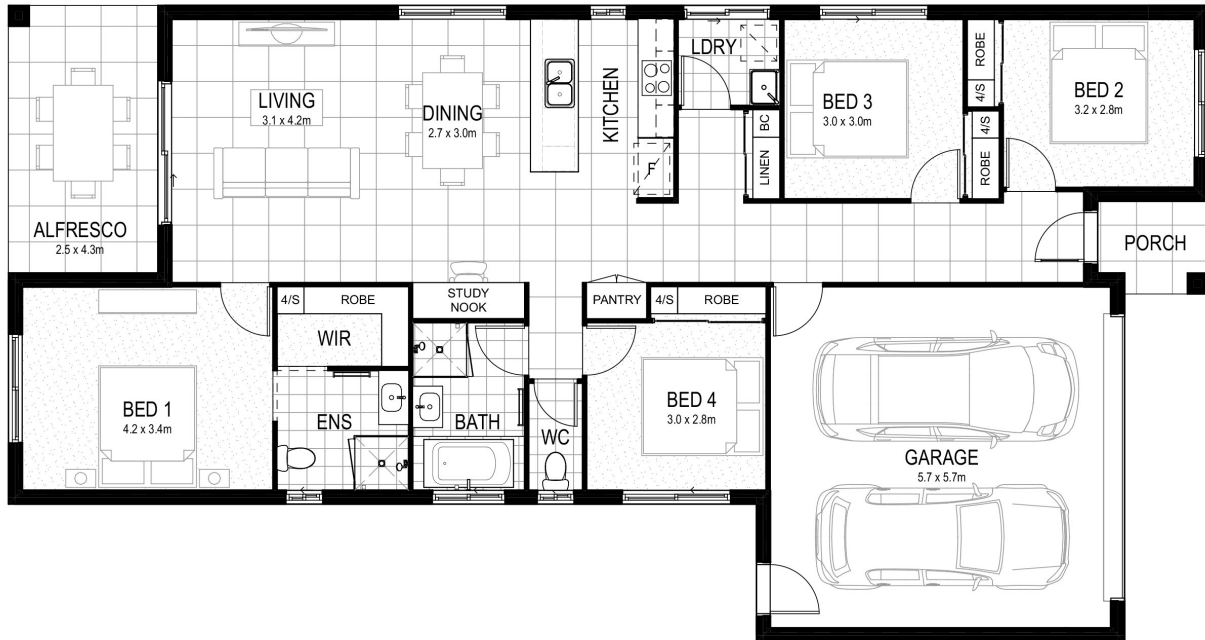 LIVING
3.1 x 4.2m
DINING
2.7 x 3.0m
KITCHEN
F
LDRY
BC
LINEN
BED 3
3.0 x 3.0m
ROBE
4/S
4/S
ROBE
BED 2
3.2 x 2.8m
ALFRESCO
2.5 x 4.3m
PORCH
BED 1
4.2 x 3.4m
4/S
ROBE
WIR
ENS
STUDY
NOOK
BATH
WC
PANTRY
4/S
ROBE
BED 4
3.0 x 2.8m
GARAGE
5.7 x 5.7m